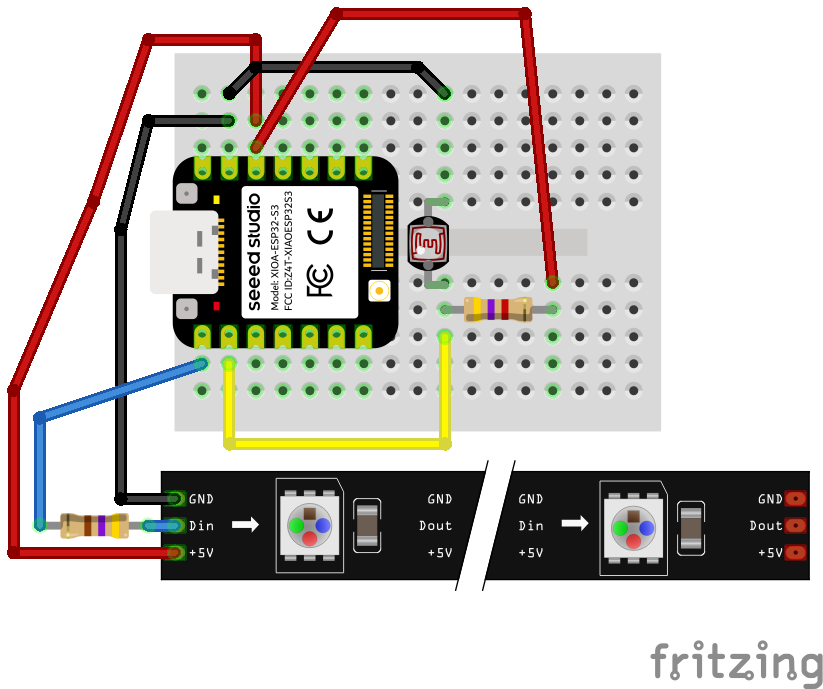 seeed studio
Model: XIOA-ESP32-S3
FCC ID:Z4T-XIAOESP32S3
FC CE
GND
Din
+5V
GND
Dout
+5V
GND
Din
+5V
GND
Dout
+5V
fritzing